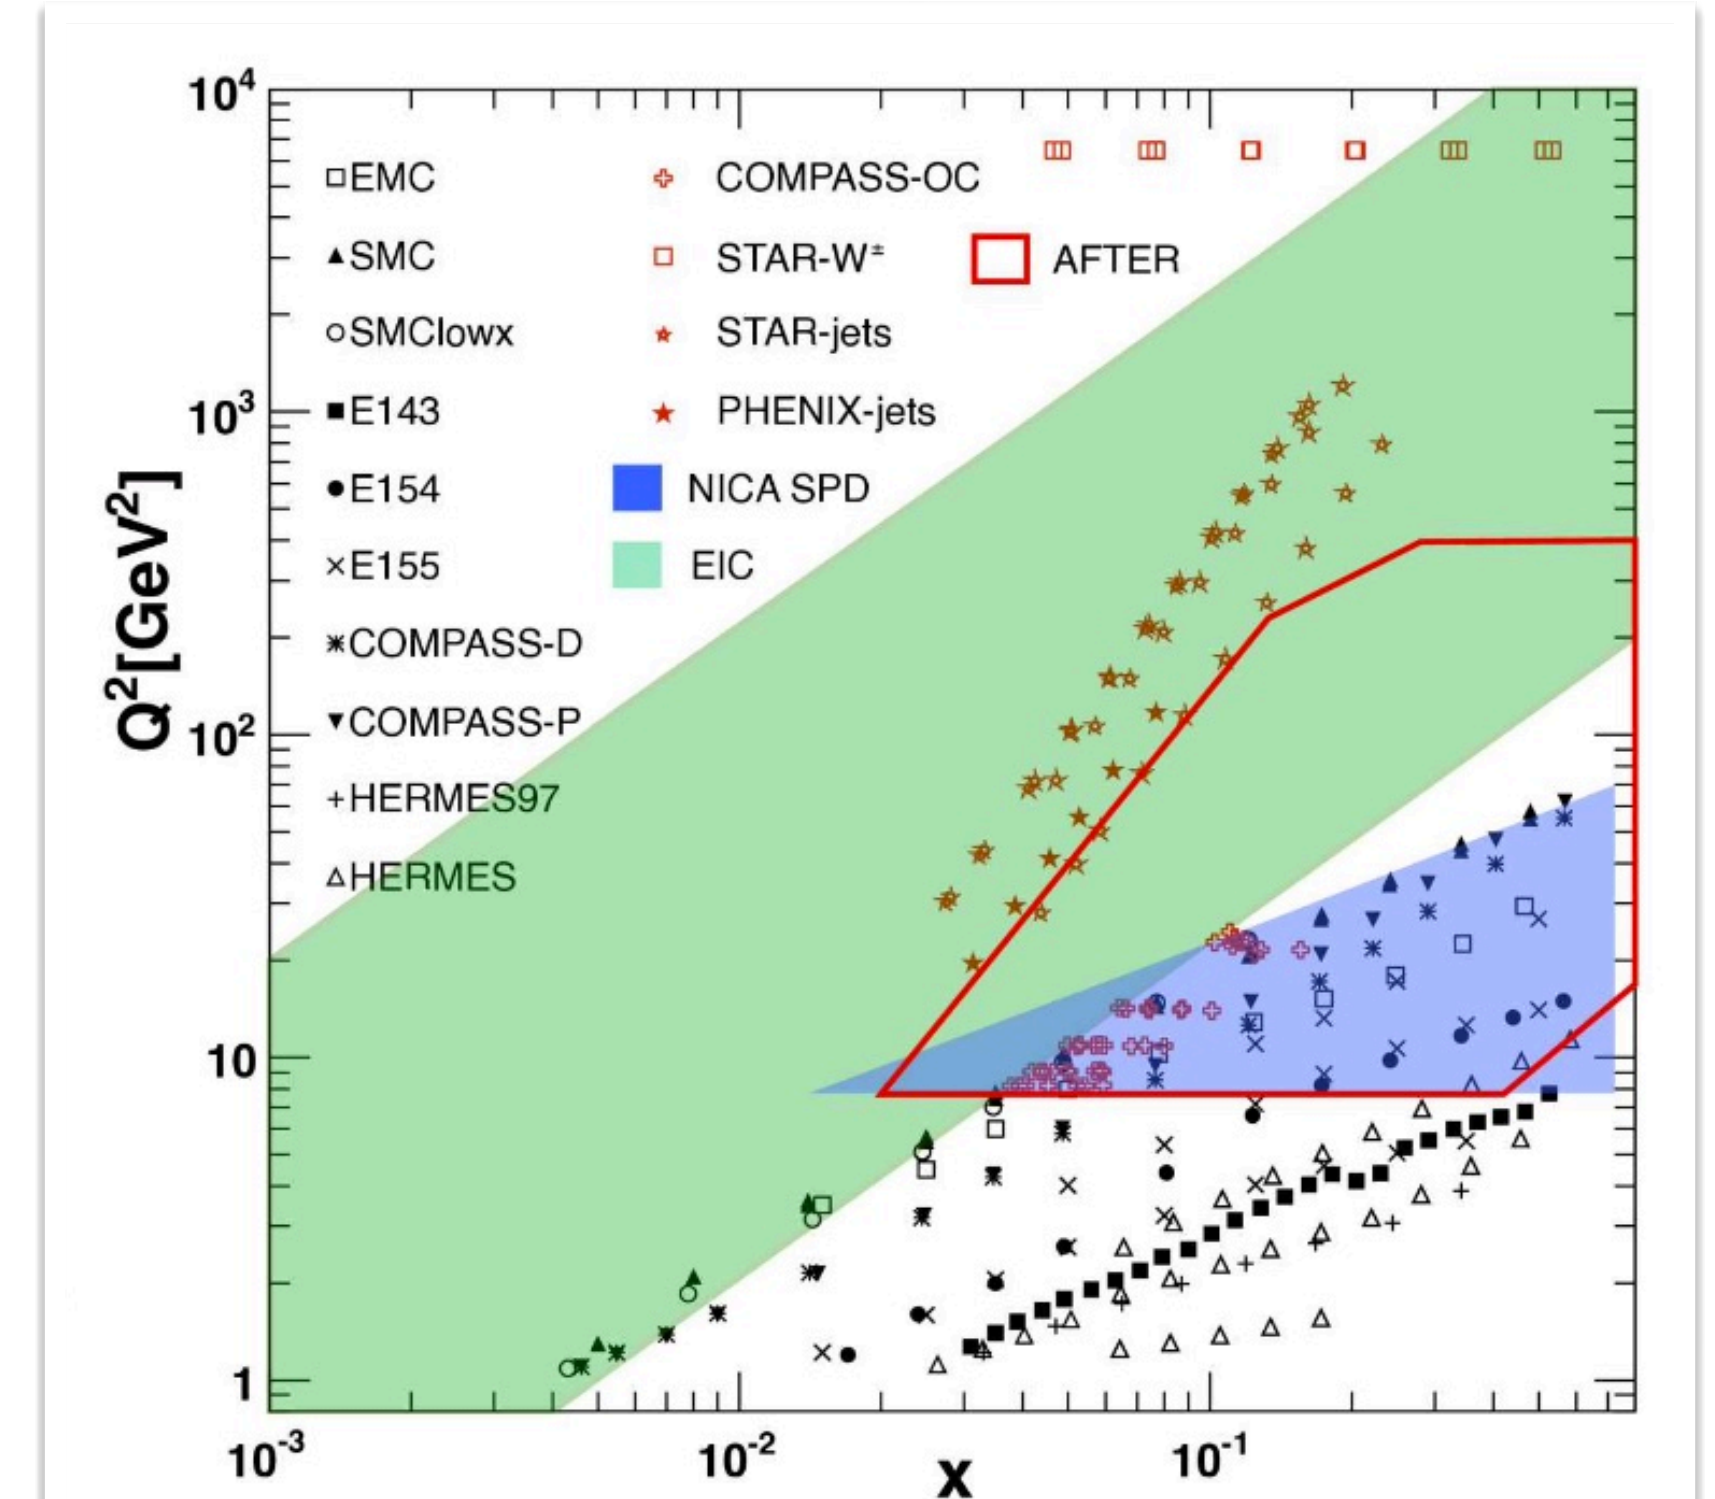 10⁴
10³
10²
10
1
Q²[GeV²]
EMC
SMC
SMClowx
E143
E154
E155
COMPASS-D
COMPASS-P
HERMES97
HERMES
COMPASS-OC
STAR-W±
STAR-jets
PHENIX-jets
NICA SPD
EIC
AFTER
10⁻³
10⁻²
10⁻¹
x